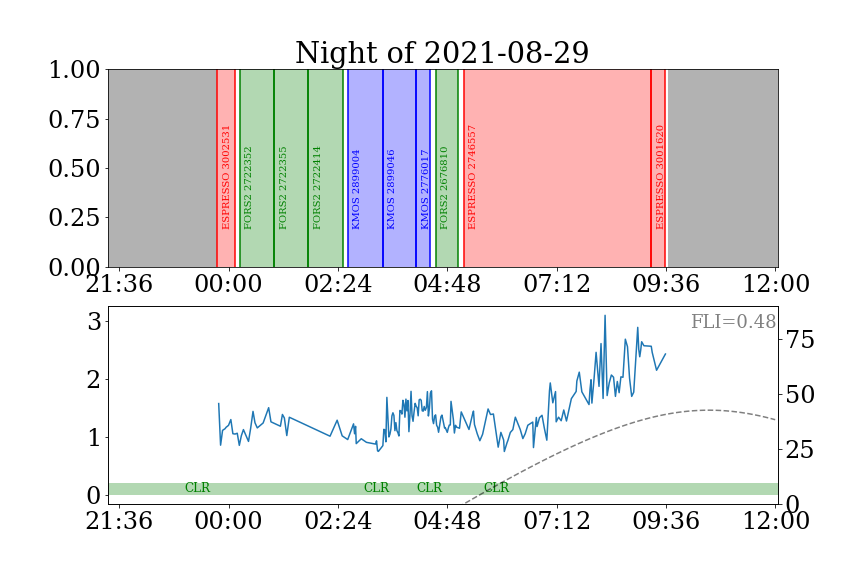 Night of 2021-08-29
1.00
0.75
0.50
0.25
0.00
ESPRESSO 3002531
FORS2 2722352
FORS2 2722355
FORS2 2722414
KMOS 2899004
KMOS 2899046
KMOS 2776017
FORS2 2676810
ESPRESSO 2746557
ESPRESSO 3001620
21:36 00:00 02:24 04:48 07:12 09:36 12:00
FLI=0.48
3
2
1
0
75
50
25
0
CLR CLR CLR CLR
21:36 00:00 02:24 04:48 07:12 09:36 12:00